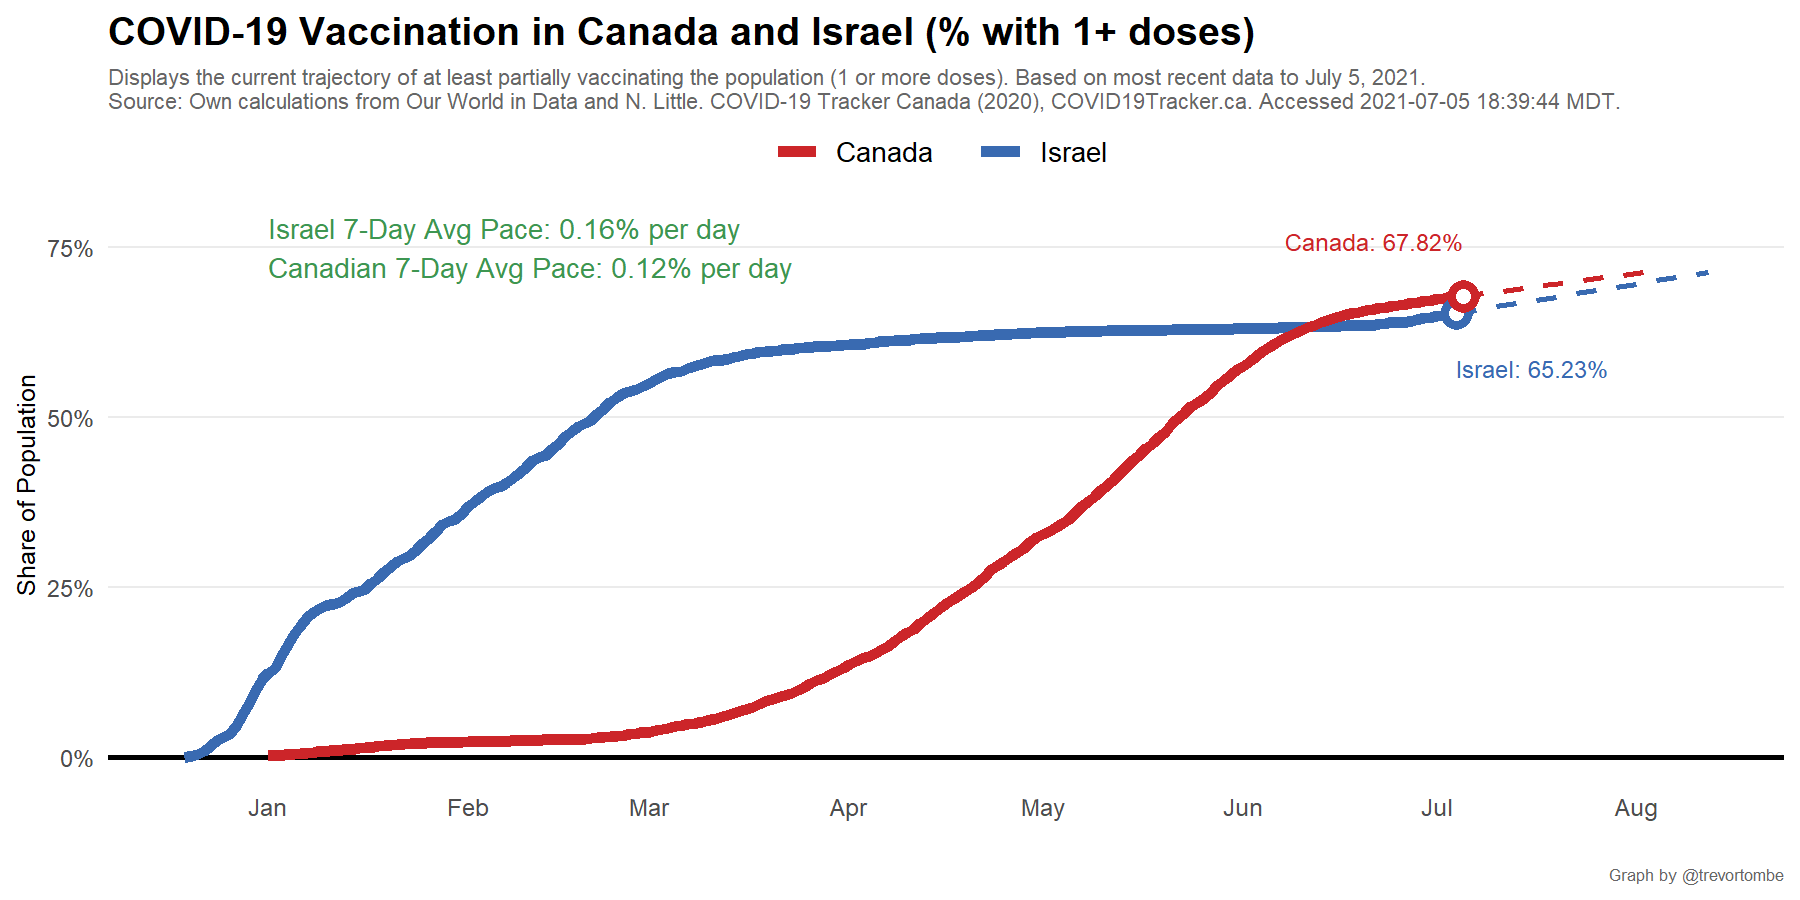 COVID-19 Vaccination in Canada and Israel (% with 1+ doses)
Displays the current trajectory of at least partially vaccinating the population (1 or more doses). Based on most recent data to July 5, 2021.
Source: Own calculations from Our World in Data and N. Little. COVID-19 Tracker Canada (2020), COVID19Tracker.ca. Accessed 2021-07-05 18:39:44 MDT.
Canada Israel
Israel 7-Day Avg Pace: 0.16% per day
Canadian 7-Day Avg Pace: 0.12% per day
Canada: 67.82%
Israel: 65.23%
Share of Population
75%
50%
25%
0%
Jan Feb Mar Apr May Jun Jul Aug
Graph by @trevortombe